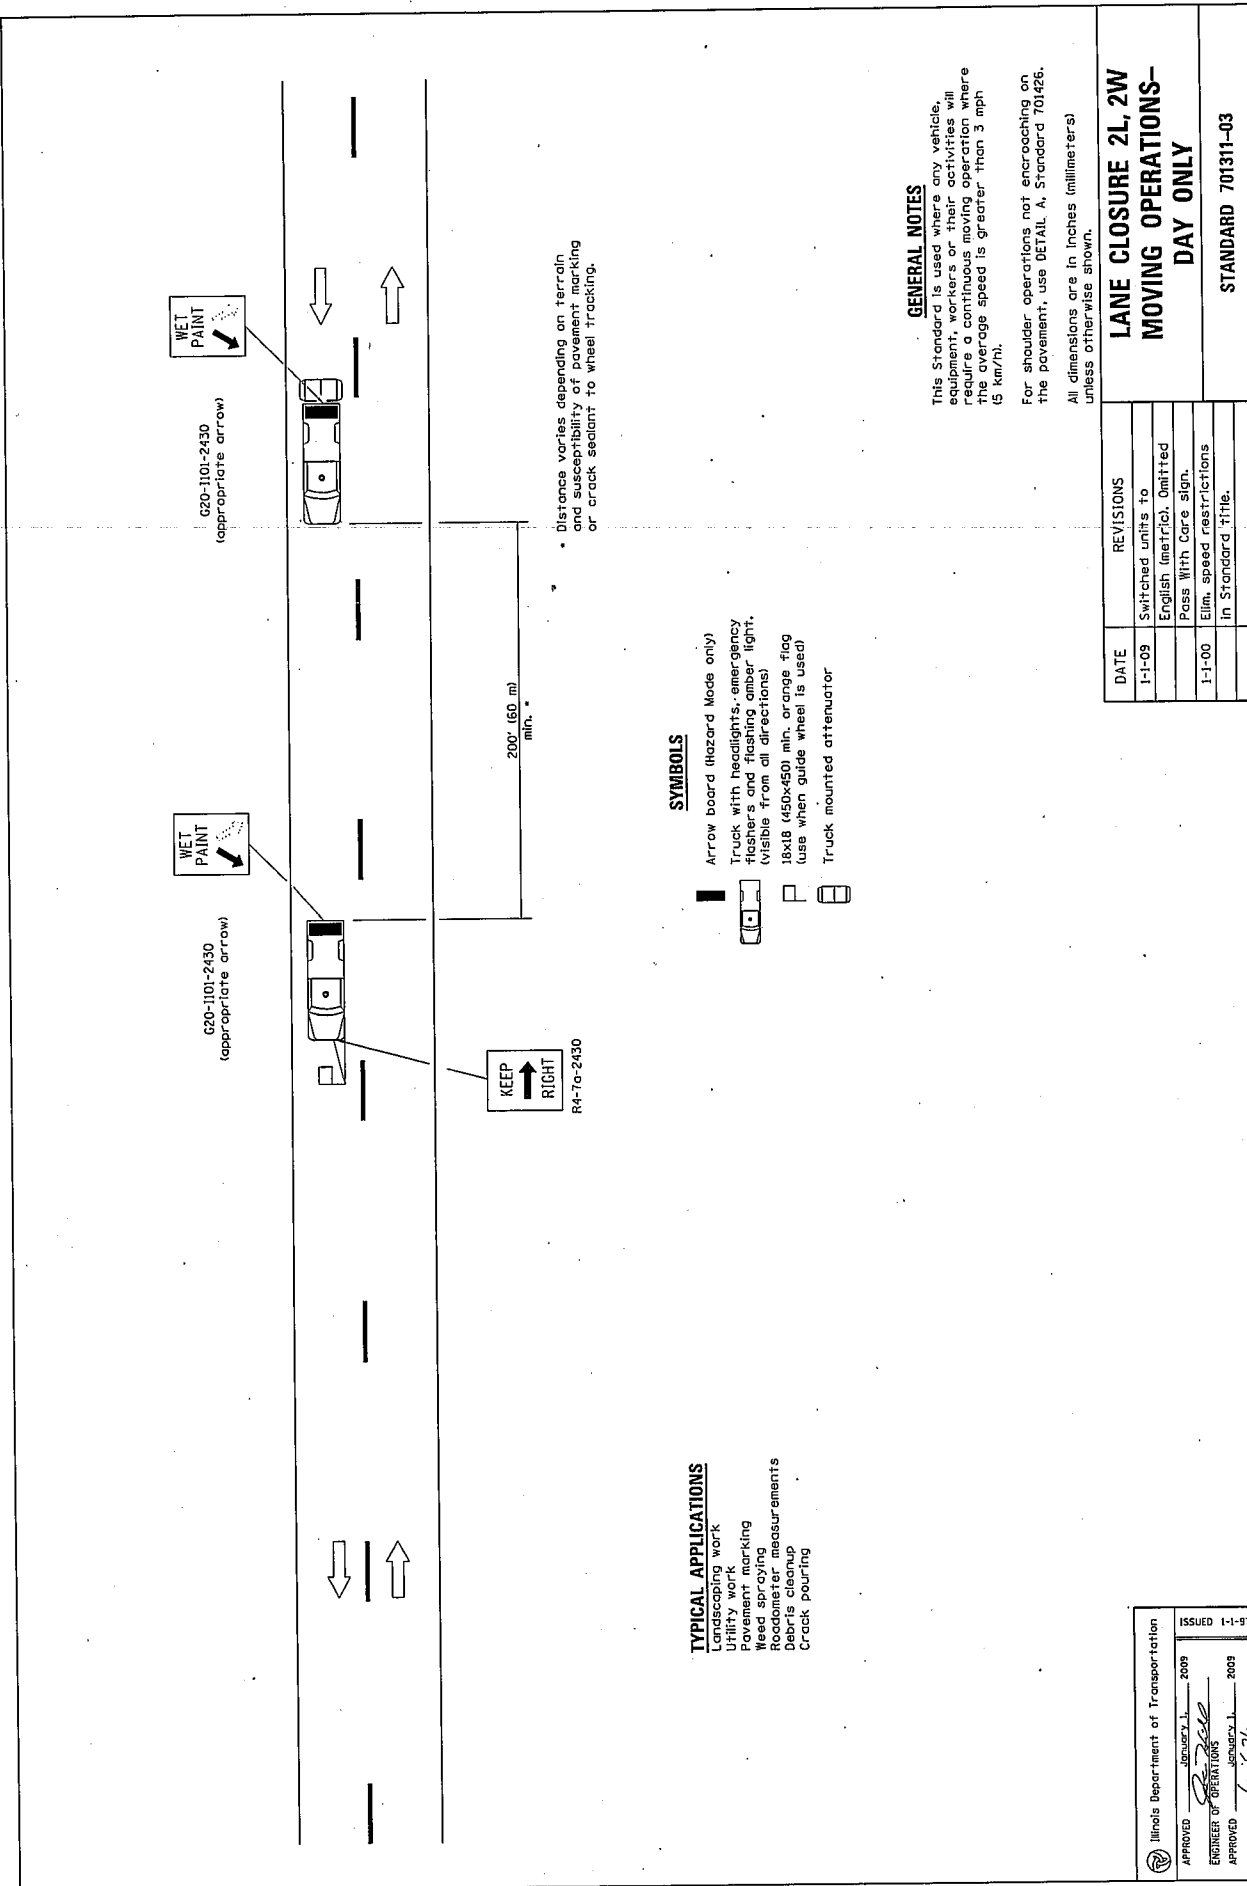 WET
PAINT
G20-I101-2430
(appropriate arrow)
WET
PAINT
G20-I101-2430
(appropriate arrow)
KEEP
RIGHT
R4-7a-2430
200' (60 m)
min. *
* Distance varies depending on terrain
and susceptibility of pavement marking
or crack sealant to wheel tracking.
TYPICAL APPLICATIONS
Landscaping work
Utility work
Pavement marking
Weed spraying
Roadometer measurements
Debris cleanup
Crack pouring
SYMBOLS
Arrow board (Hazard Mode only)
Truck with headlights, emergency
flashers and flashing amber light.
(visible from all directions)
18x18 (450x450) min. orange flag
(use when guide wheel is used)
Truck mounted attenuator
GENERAL NOTES
This Standard is used where any vehicle,
equipment, workers or their activities will
require a continuous moving operation where
the average speed is greater than 3 mph
(5 km/h).
For shoulder operations not encroaching on
the pavement, use DETAIL A, Standard 701426.
All dimensions are in inches (millimeters)
unless otherwise shown.
Illinois Department of Transportation
APPROVED January 1, 2009
ENGINEER OF OPERATIONS
APPROVED January 1, 2009
ISSUED 1-1-97
DATE REVISIONS
1-1-09 Switched units to
English (metric). Omitted
Pass With Care sign.
1-1-00 Elim. speed restrictions
in Standard title.
LANE CLOSURE 2L, 2W
MOVING OPERATIONS–
DAY ONLY
STANDARD 701311–03